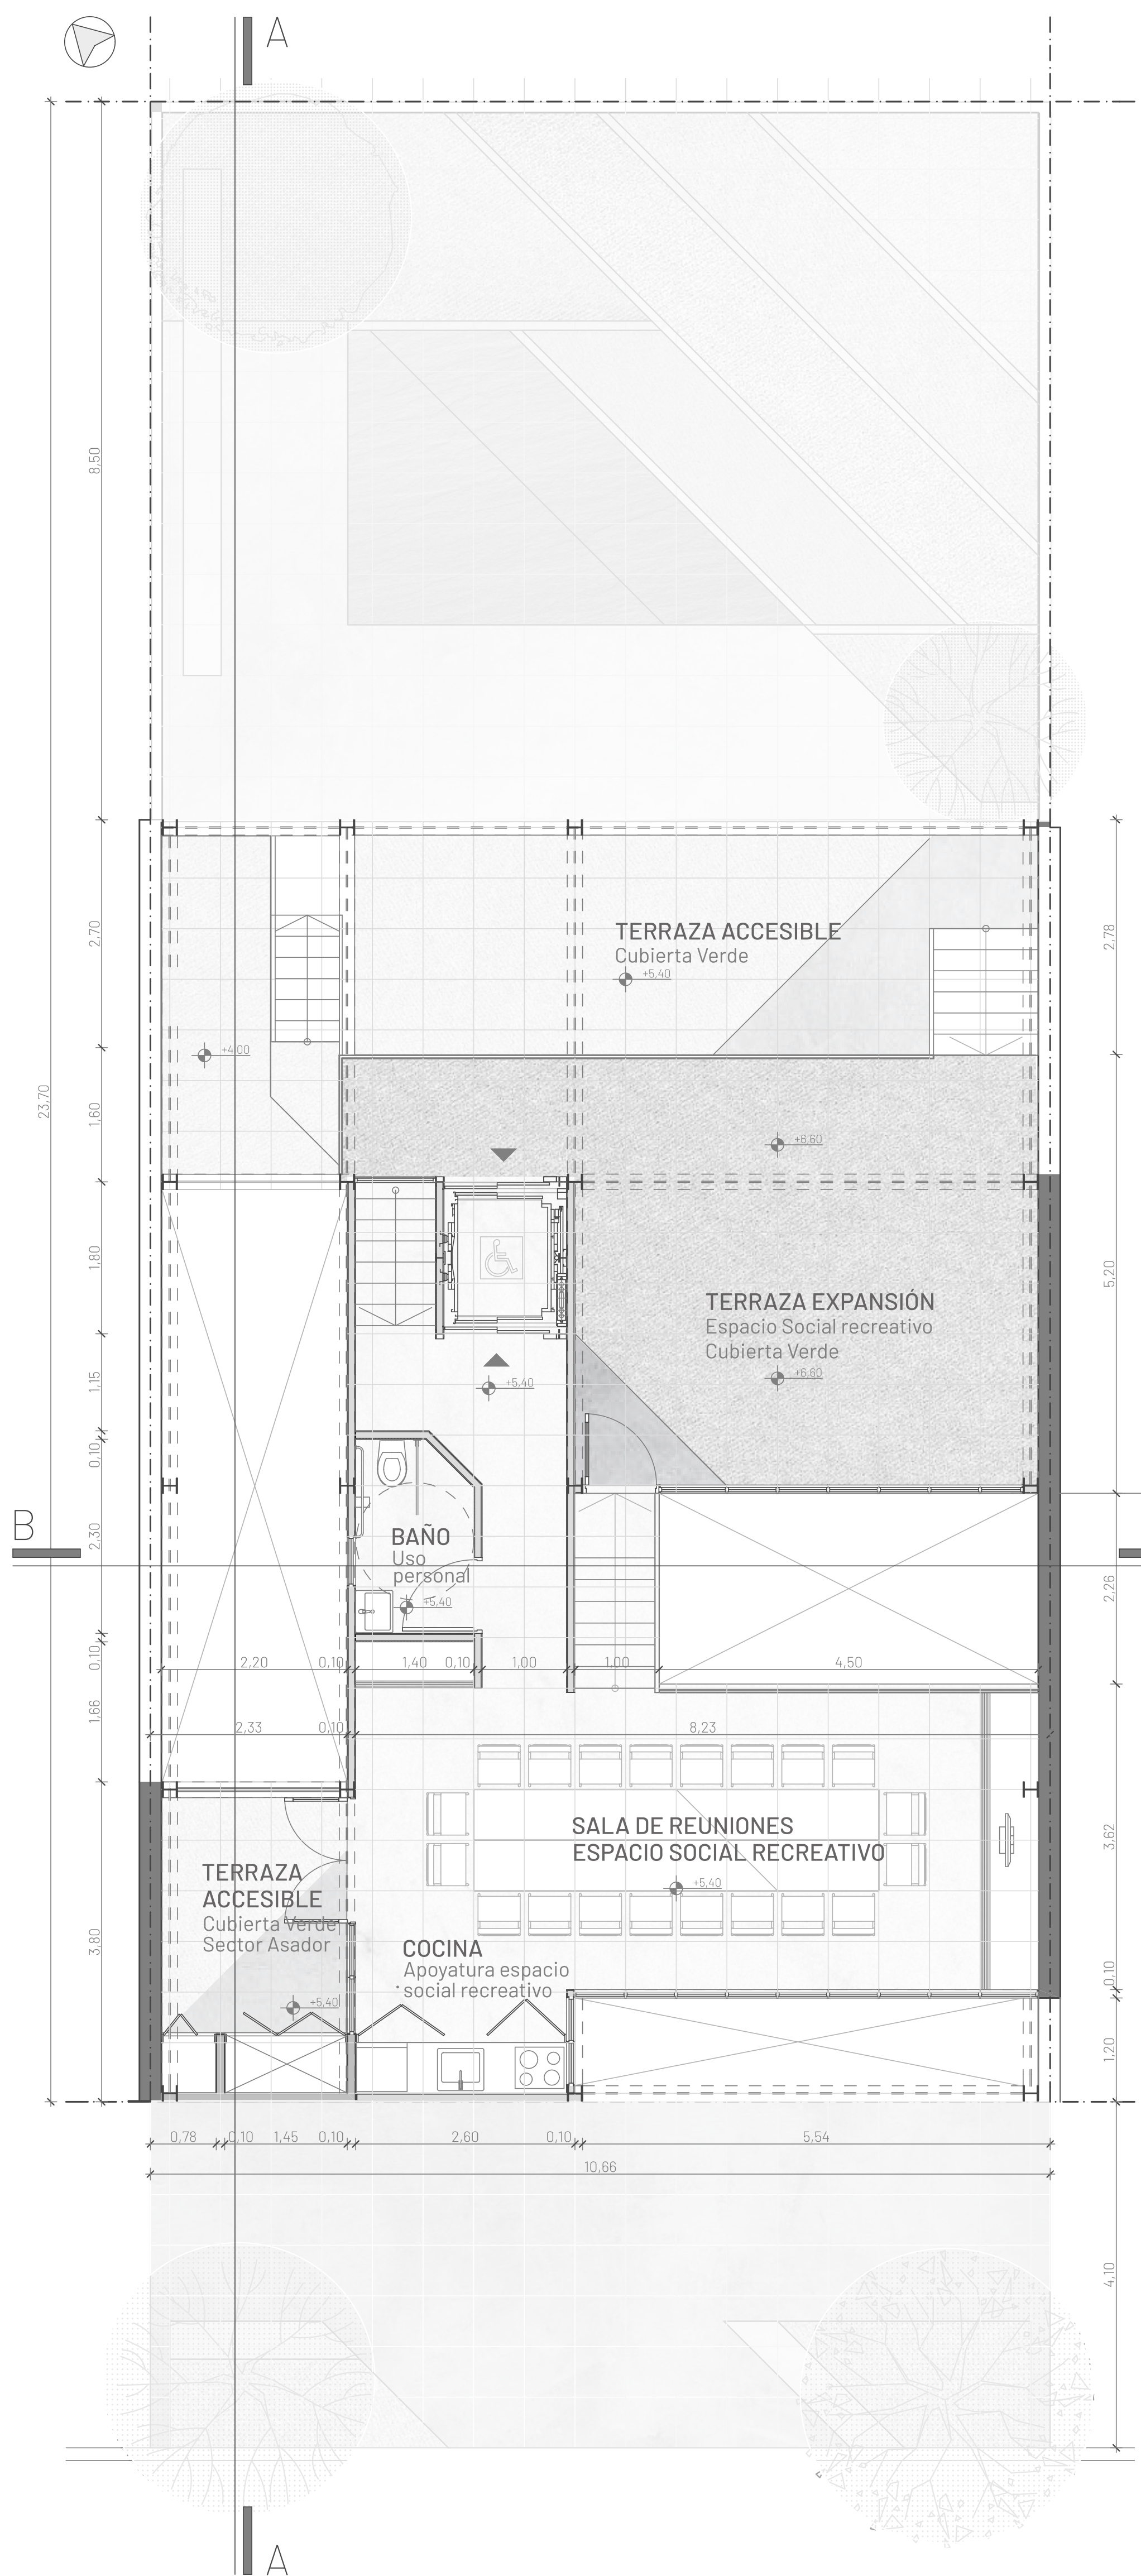 A
8,50
TERRAZA ACCESIBLE
Cubierta Verde
+5,40
2,70
2,78
+4,00
23,70
1,60
+6,60
1,80
5,20
TERRAZA EXPANSIÓN
Espacio Social recreativo
Cubierta Verde
+6,60
1,15
+5,40
0,10
B
2,30
BAÑO
Uso
personal
+5,40
2,26
0,10
2,20
0,10
1,40
0,10
1,00
1,00
4,50
1,66
2,33
0,10
8,23
SALA DE REUNIONES
ESPACIO SOCIAL RECREATIVO
+5,40
3,62
TERRAZA
ACCESIBLE
Cubierta Verde
Sector Asador
+5,40
3,80
COCINA
Apoyatura espacio
social recreativo
0,10
1,20
0,78
0,10
1,45
0,10
2,60
0,10
5,54
10,66
4,10
A